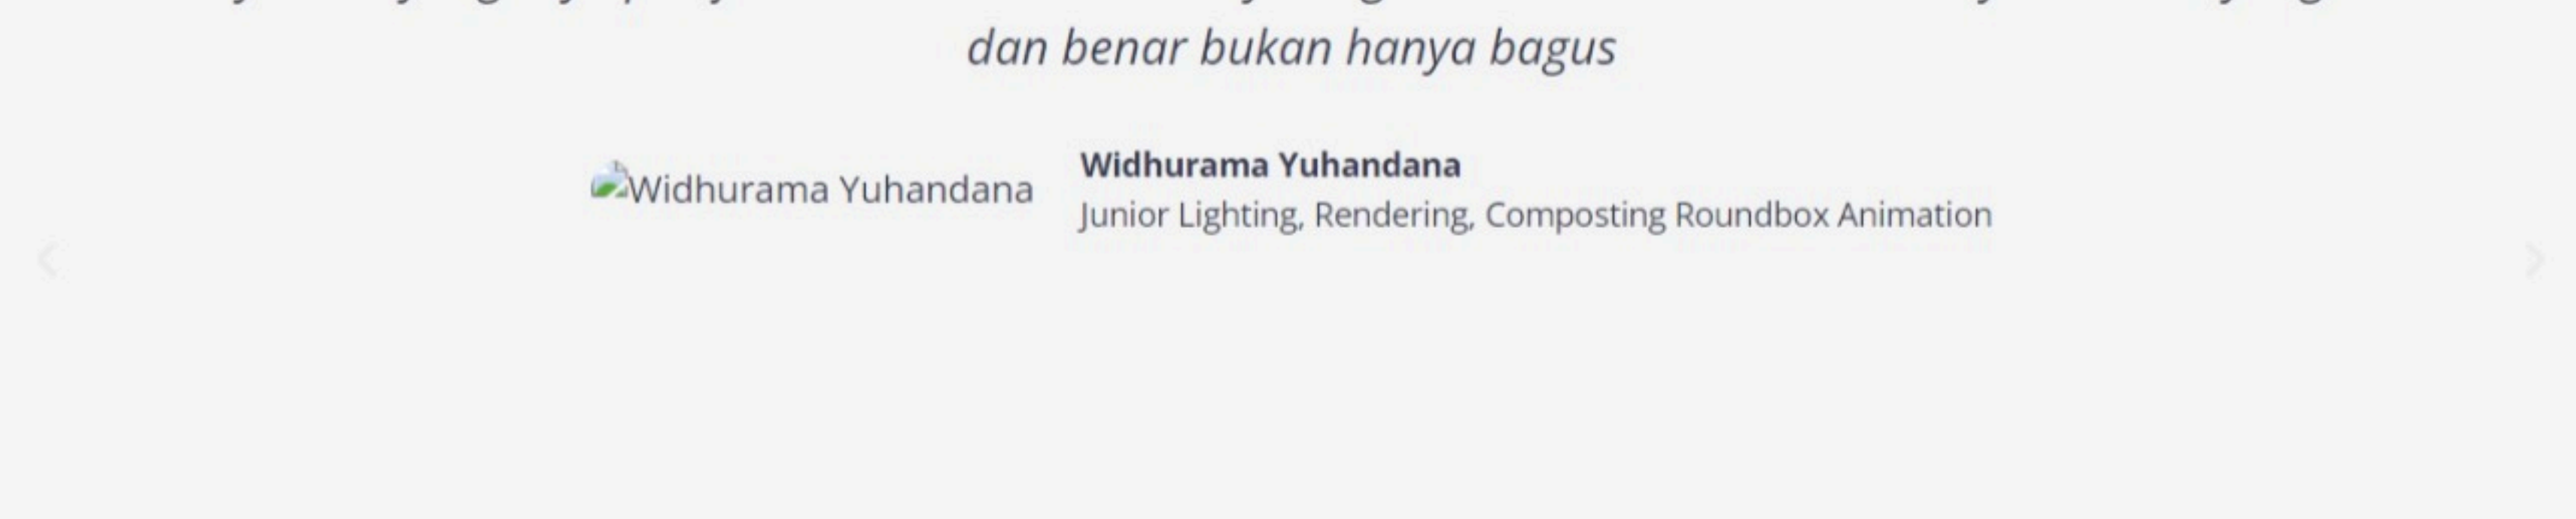 dan benar bukan hanya bagus
Widhurama Yuhandana
Widhurama Yuhandana
Junior Lighting, Rendering, Composting Roundbox Animation